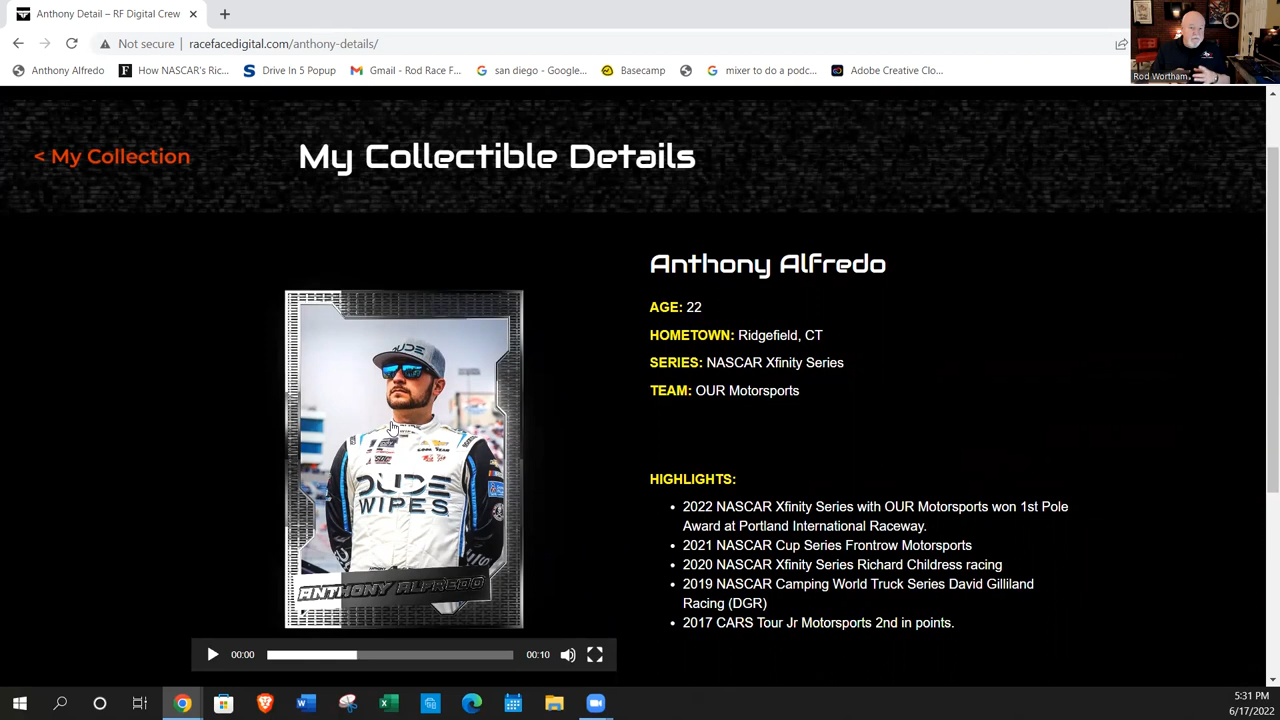 Anthony Detail – RF Digital Crew
Not secure
racefacedigital.com/anthony-details/
Anthony Alfredo
How NASCAR's Ric...
Drive In 5 Popup
Gmail - Rod Race F...
san diego - Google...
Basecamp
mixer to do a podc...
Adobe Creative Clo...
Rod Wortham
< My Collection
My Collectible Details
Anthony Alfredo
AGE: 22
HOMETOWN: Ridgefield, CT
SERIES: NASCAR Xfinity Series
TEAM: OUR Motorsports
HIGHLIGHTS:
2022 NASCAR Xfinity Series with OUR Motorsports won 1st Pole
Award at Portland International Raceway.
2021 NASCAR Cup Series Frontrow Motorsports
2020 NASCAR Xfinity Series Richard Childress racing
2019 NASCAR Camping World Truck Series David Gilliland
Racing (DGR)
2017 CARS Tour Jr Motorsports 2nd in points.
DUDE
DUDE
WIPES
ANTHONY ALFREDO
00:00
00:10
5:31 PM
6/17/2022